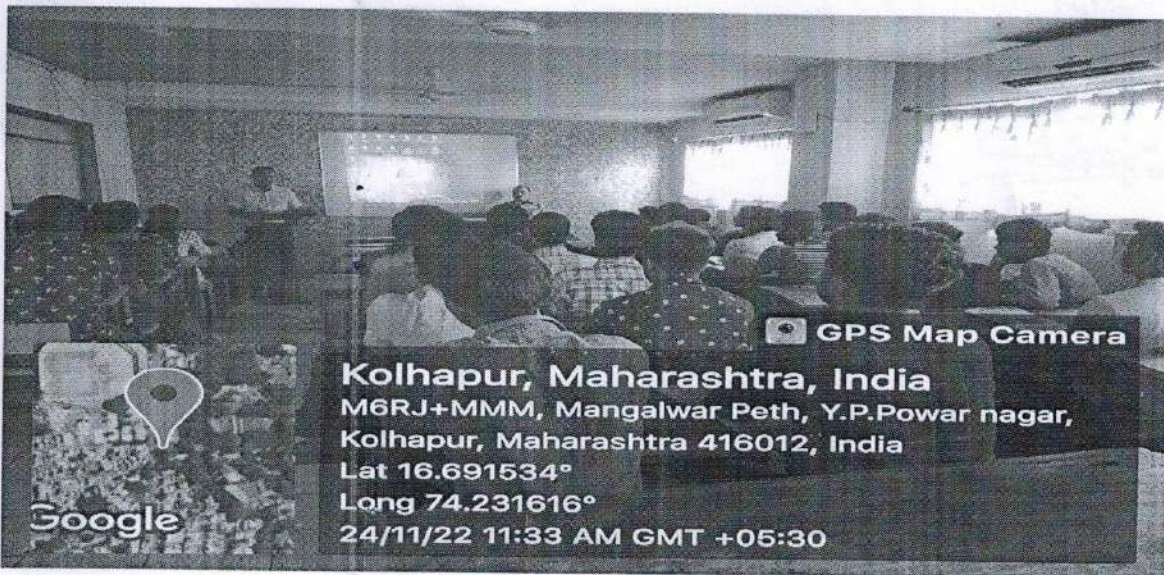 GPS Map Camera
Kolhapur, Maharashtra, India
M6RJ+MMM, Mangalwar Peth, Y.P.Powar nagar,
Kolhapur, Maharashtra 416012, India
Lat 16.691534°
Long 74.231616°
24/11/22 11:33 AM GMT +05:30
Google